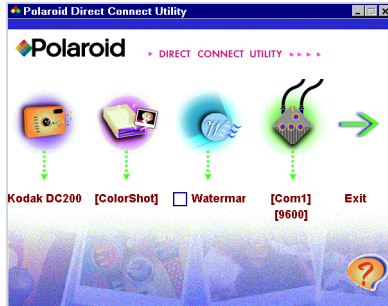 Polaroid Direct Connect Utility
Polaroid
DIRECT CONNECT UTILITY
Kodak DC200 [ColorShot] Watermar [Com1] Exit
[9600]